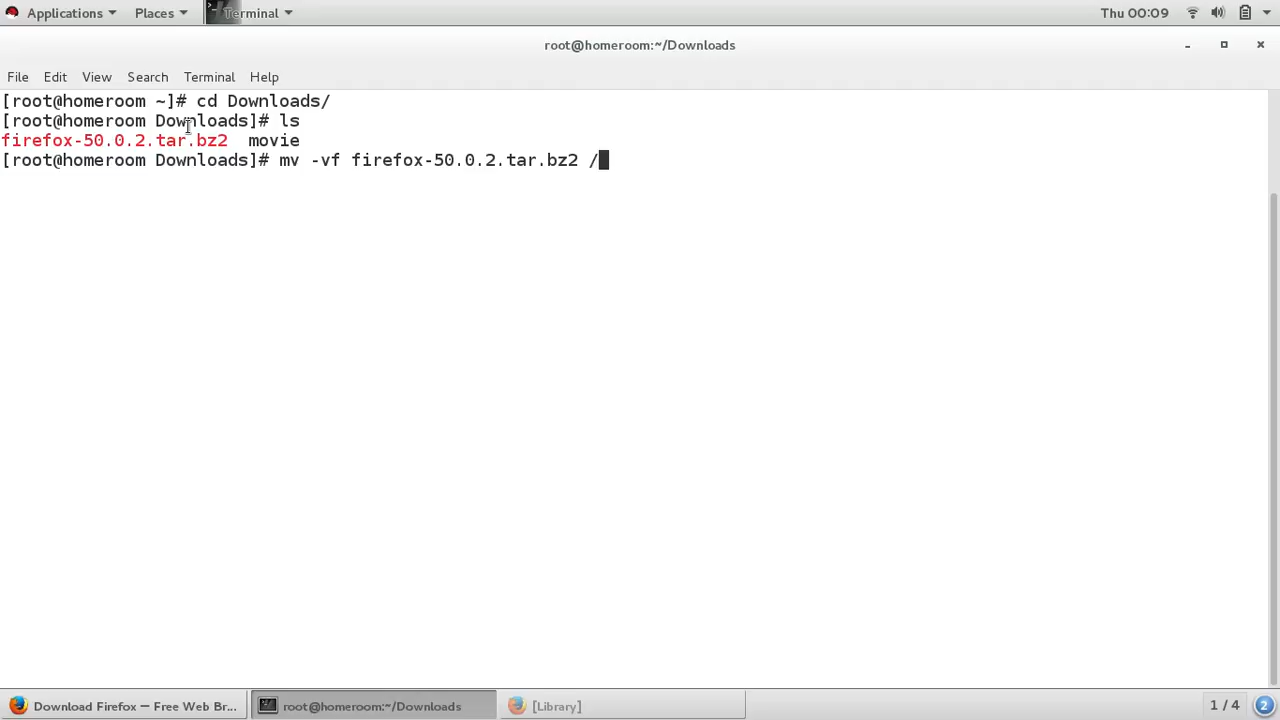 Applications Places Terminal Thu 00:09
root@homeroom:~/Downloads
File Edit View Search Terminal Help
[root@homeroom ~]# cd Downloads/
[root@homeroom Downloads]# ls
firefox-50.0.2.tar.bz2  movie
[root@homeroom Downloads]# mv -vf firefox-50.0.2.tar.bz2 /
Download Firefox — Free Web Br... root@homeroom:~/Downloads [Library] 1 / 4 2